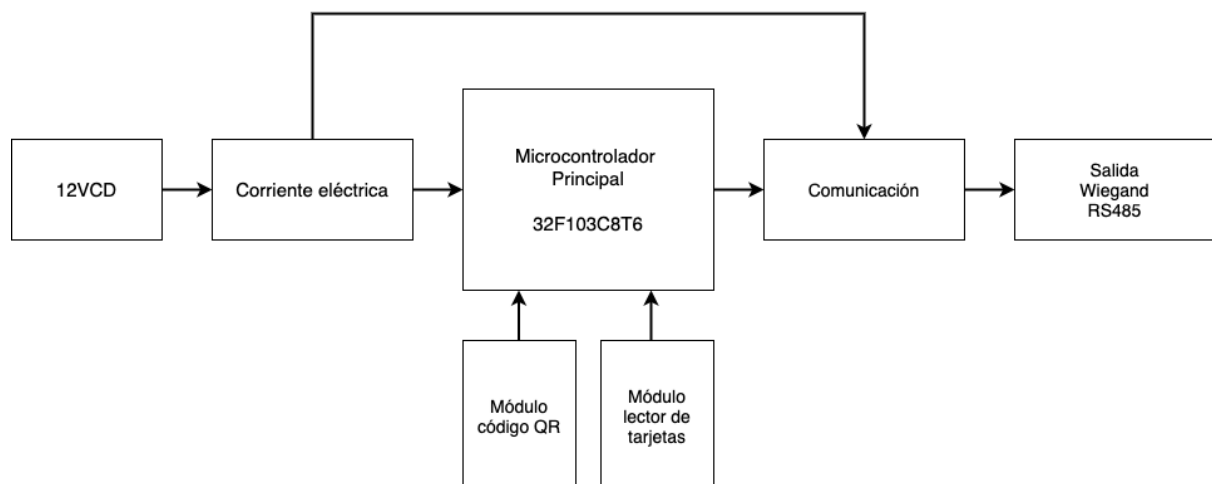 12VCD
Corriente eléctrica
Microcontrolador
Principal
32F103C8T6
Comunicación
Salida
Wiegand
RS485
Módulo
código QR
Módulo
lector de
tarjetas